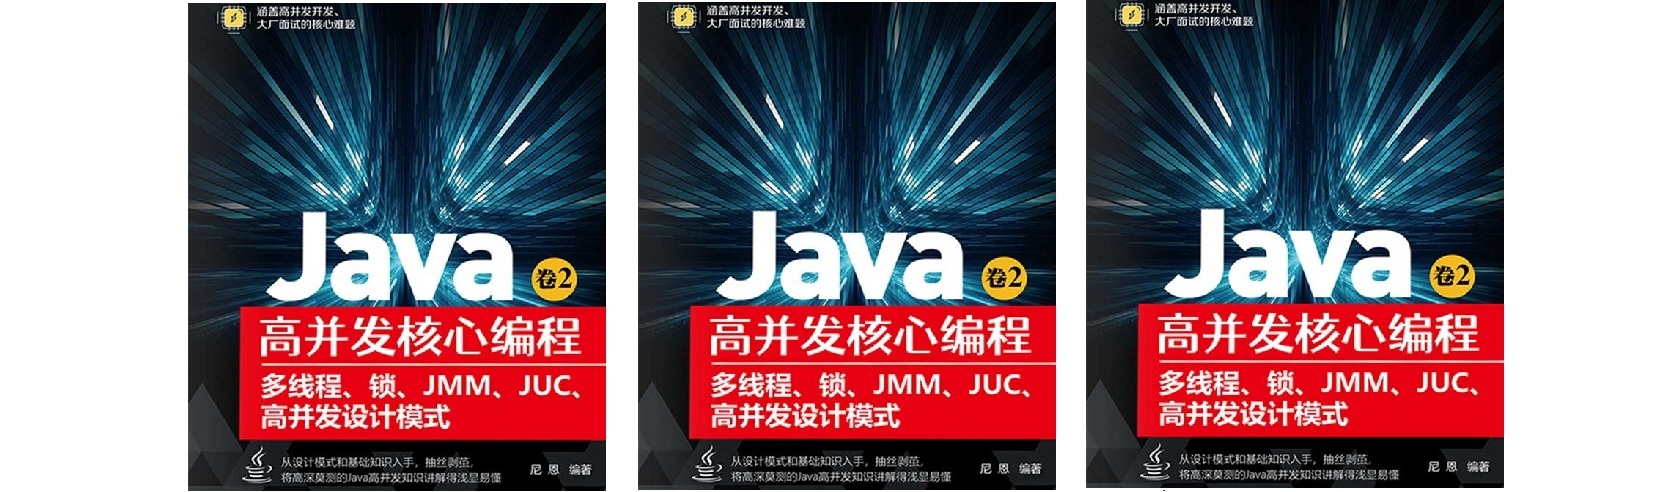 涵盖高并发开发、
大厂面试的核心难题
Java 卷2
高并发核心编程
多线程、锁、JMM、JUC、
高并发设计模式
从设计模式和基础知识入手，抽丝剥茧，
将高深莫测的Java高并发知识讲解得浅显易懂
尼恩 编著
涵盖高并发开发、
大厂面试的核心难题
Java 卷2
高并发核心编程
多线程、锁、JMM、JUC、
高并发设计模式
从设计模式和基础知识入手，抽丝剥茧，
将高深莫测的Java高并发知识讲解得浅显易懂
尼恩 编著
涵盖高并发开发、
大厂面试的核心难题
Java 卷2
高并发核心编程
多线程、锁、JMM、JUC、
高并发设计模式
从设计模式和基础知识入手，抽丝剥茧，
将高深莫测的Java高并发知识讲解得浅显易懂
尼恩 编著